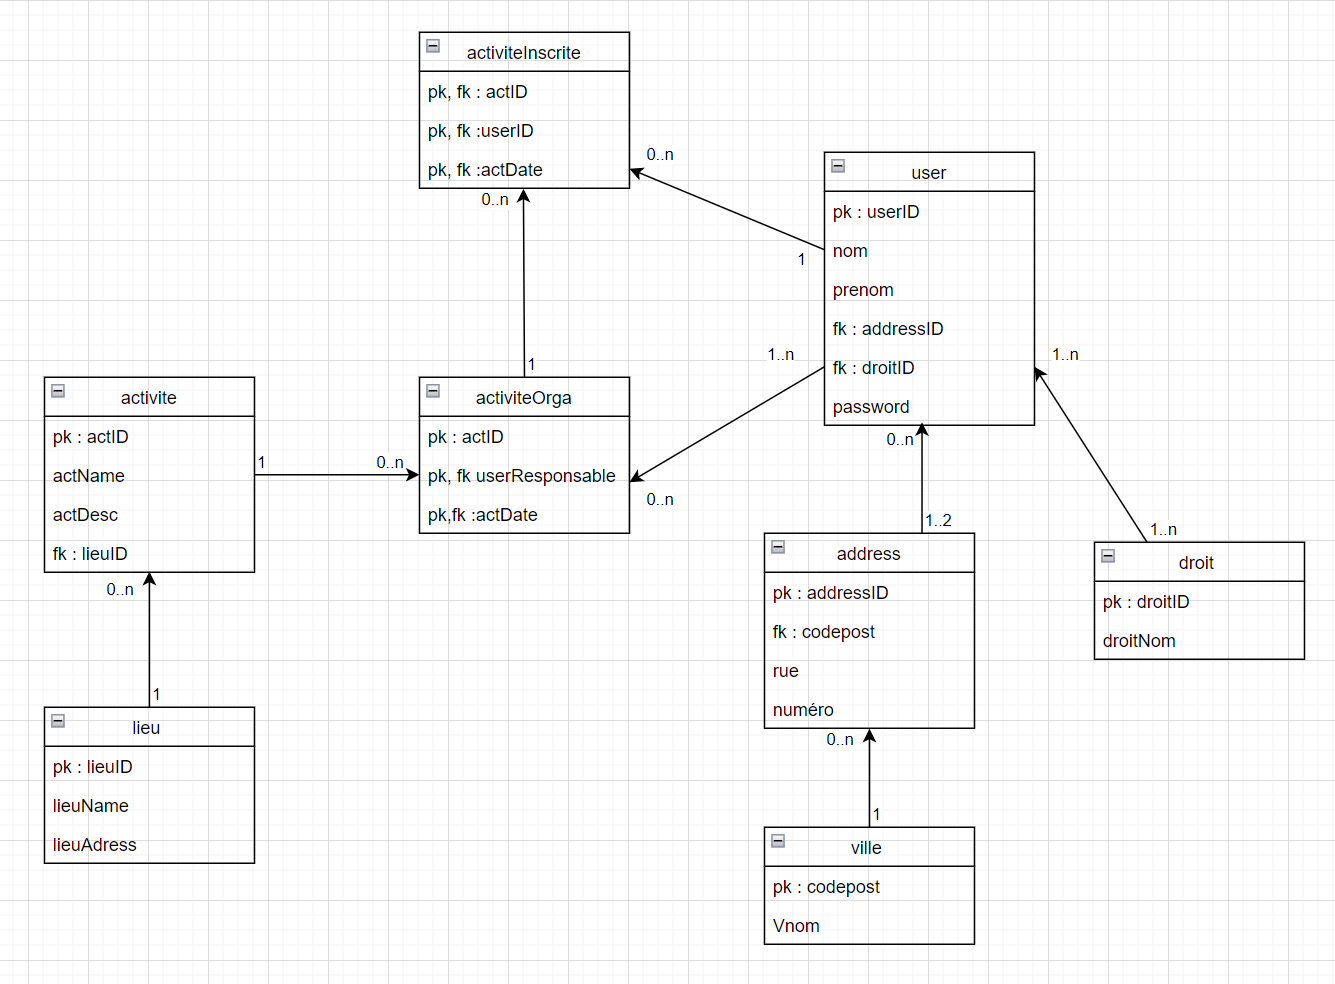 activiteInscrite
pk, fk : actID
pk, fk :userID
pk, fk :actDate
0..n
0..n
1
user
pk : userID
nom
prenom
fk : addressID
fk : droitID
password
1..n
0..n
1..n
0..n
1
activite
pk : actID
actName
actDesc
fk : lieuID
1
0..n
activiteOrga
pk : actID
pk, fk userResponsable
pk,fk :actDate
0..n
1
1..2
address
pk : addressID
fk : codepost
rue
numéro
1..n
droit
pk : droitID
droitNom
lieu
pk : lieuID
lieuName
lieuAdress
0..n
1
ville
pk : codepost
Vnom